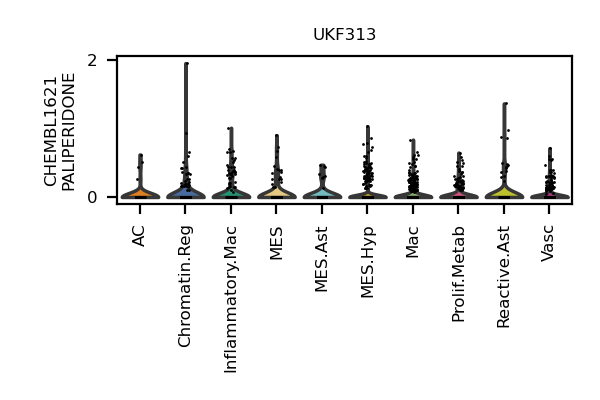 UKF313
CHEMBL1621
PALIPERIDONE
2
0
AC
Chromatin.Reg
Inflammatory.Mac
MES
MES.Ast
MES.Hyp
Mac
Prolif.Metab
Reactive.Ast
Vasc